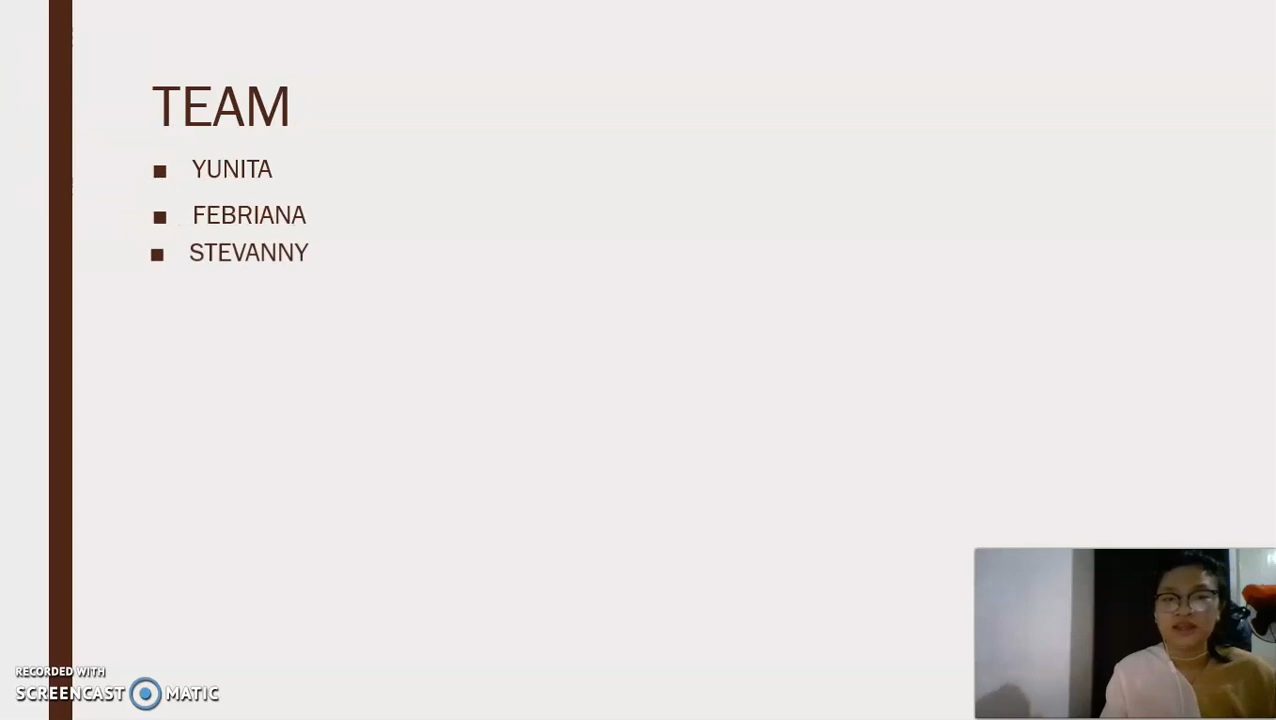 TEAM
YUNITA
FEBRIANA
STEVANNY
RECORDED WITH
SCREENCAST MATIC